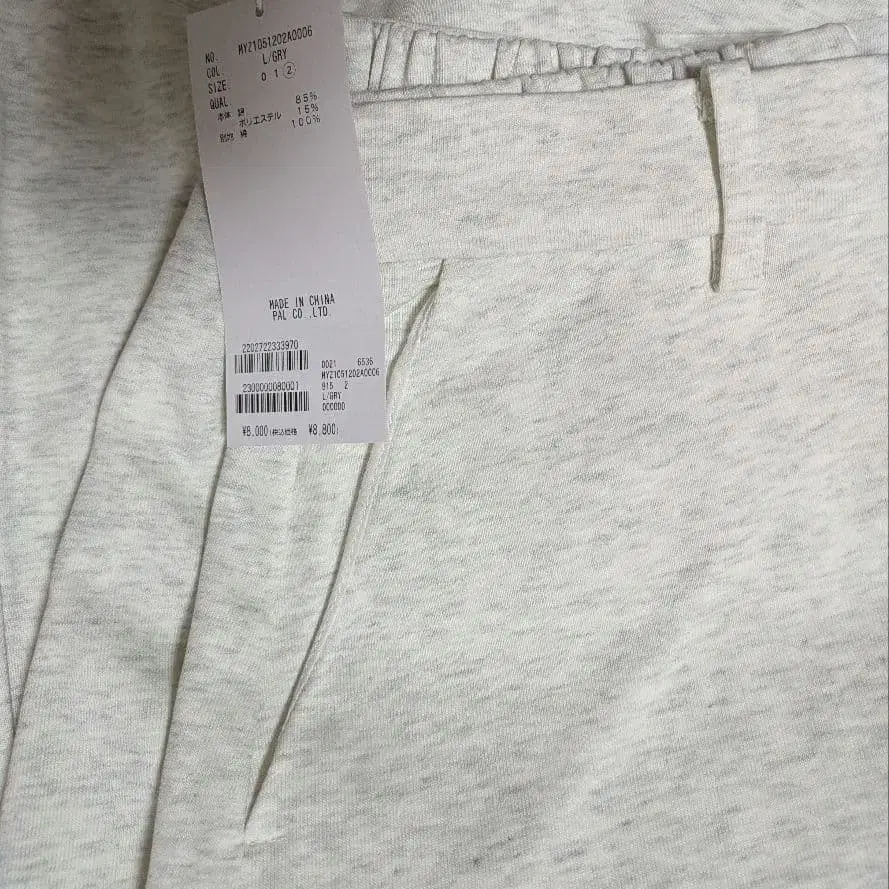 NO. MYZ1051202A0006
COL. L/GRY
SIZE. 0 1 2
QUAL.
本体 綿 85%
ポリエステル 15%
別地 綿 100%
MADE IN CHINA
PAL CO.,LTD.
2202722333970
0021 6536
MYZ1051202A0006
2300000080001
815 2
L/GRY
000000
¥8,000(税込価格 ¥8,800)